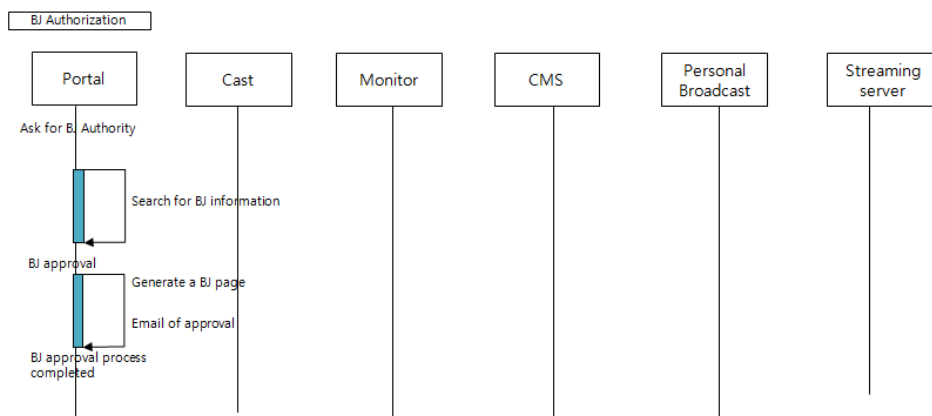 BJ Authorization
Portal
Cast
Monitor
CMS
Personal
Broadcast
Streaming
server
Ask for BJ Authority
Search for BJ information
BJ approval
Generate a BJ page
Email of approval
BJ approval process
completed